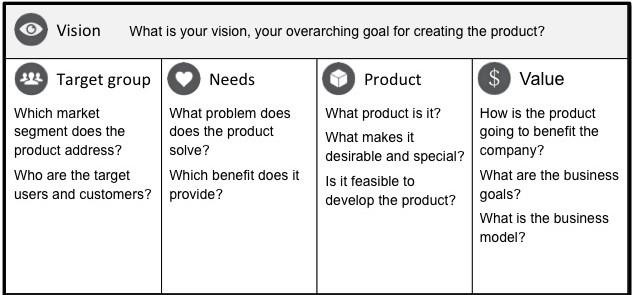 Vision What is your vision, your overarching goal for creating the product?
Target group
Which market
segment does the
product address?
Who are the target
users and customers?
Needs
What problem does
does the product
solve?
Which benefit does it
provide?
Product
What product is it?
What makes it
desirable and special?
Is it feasible to
develop the product?
$ Value
How is the product
going to benefit the
company?
What are the business
goals?
What is the business
model?